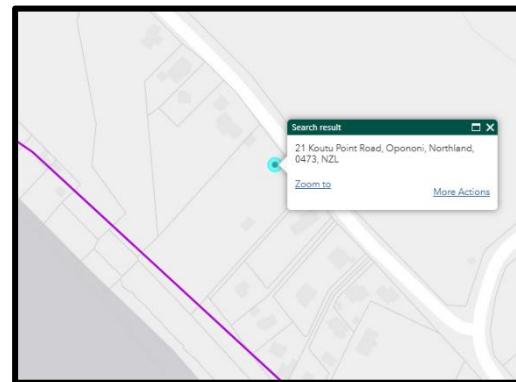 Search result
21 Koutu Point Road, Opononi, Northland,
0473, NZL
Zoom to
More Actions